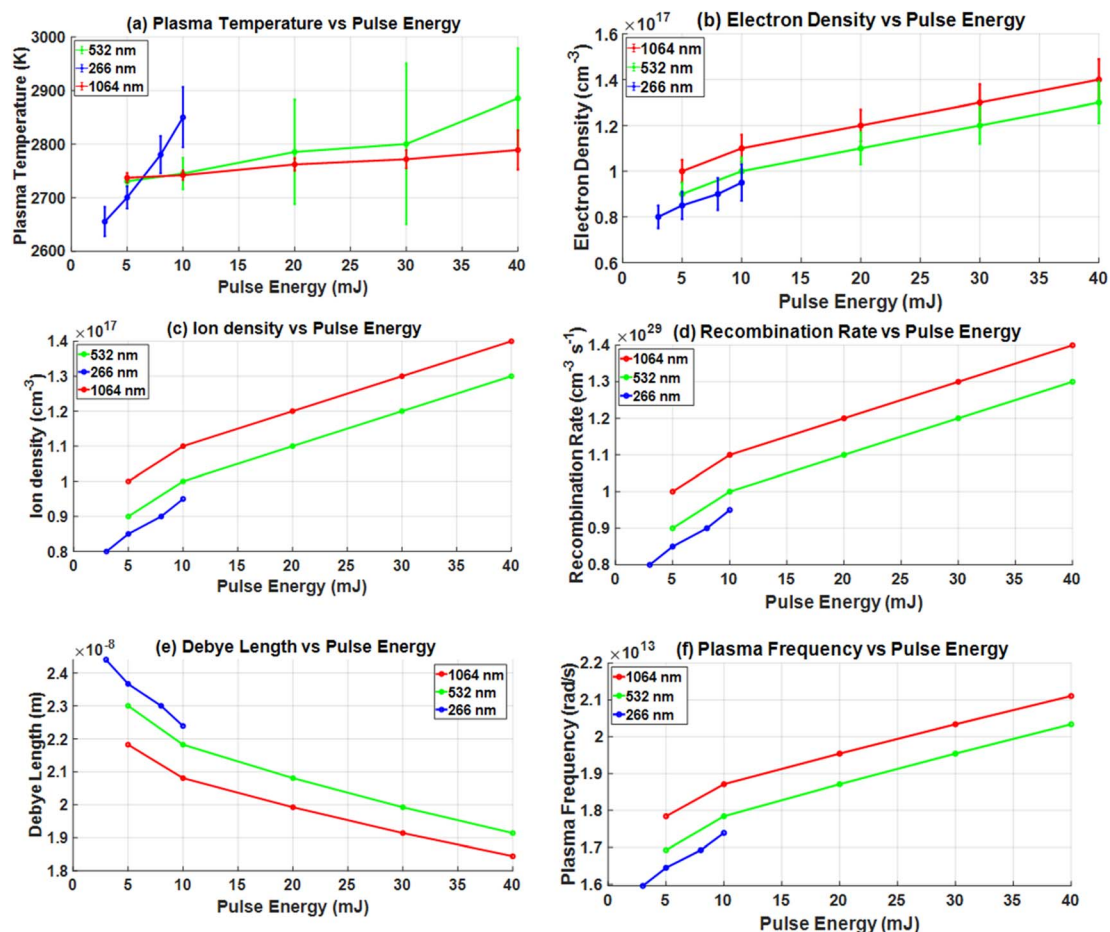 (a) Plasma Temperature vs Pulse Energy
Plasma Temperature (K)
3000
2900
2800
2700
2600
532 nm
266 nm
1064 nm
0 5 10 15 20 25 30 35 40
Pulse Energy (mJ)
(b) Electron Density vs Pulse Energy
×10^17
Electron Density (cm^-3)
1.6
1.4
1.2
1
0.8
0.6
1064 nm
532 nm
266 nm
0 5 10 15 20 25 30 35 40
Pulse Energy (mJ)
(c) Ion density vs Pulse Energy
×10^17
Ion density (cm^-3)
1.4
1.3
1.2
1.1
1
0.9
0.8
532 nm
266 nm
1064 nm
0 5 10 15 20 25 30 35 40
Pulse Energy (mJ)
(d) Recombination Rate vs Pulse Energy
×10^29
Recombination Rate (cm^-3 s^-1)
1.4
1.3
1.2
1.1
1
0.9
0.8
1064 nm
532 nm
266 nm
0 5 10 15 20 25 30 35 40
Pulse Energy (mJ)
(e) Debye Length vs Pulse Energy
×10^-8
Debye Length (m)
2.4
2.3
2.2
2.1
2
1.9
1.8
1064 nm
532 nm
266 nm
0 5 10 15 20 25 30 35 40
Pulse Energy (mJ)
(f) Plasma Frequency vs Pulse Energy
×10^13
Plasma Frequency (rad/s)
2.2
2.1
2
1.9
1.8
1.7
1.6
1064 nm
532 nm
266 nm
0 5 10 15 20 25 30 35 40
Pulse Energy (mJ)